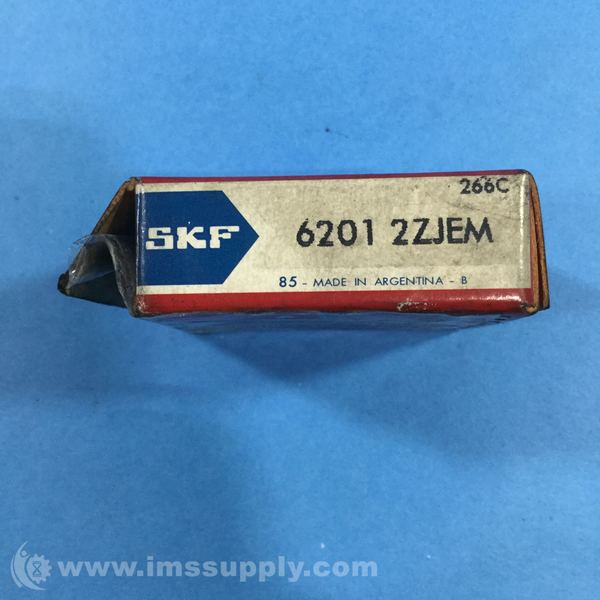 266C
SKF
6201 2ZJEM
85 - MADE IN ARGENTINA - B
www.imssupply.com